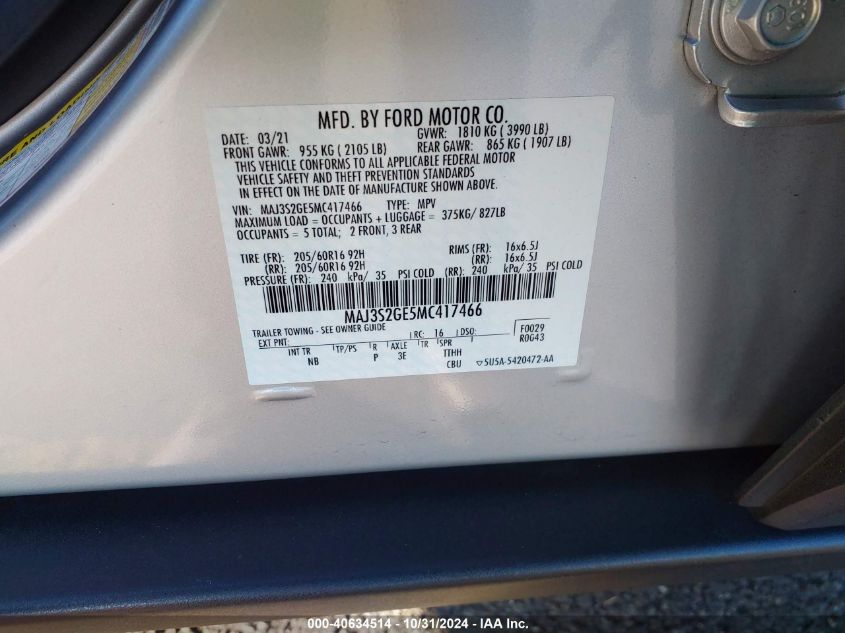 MFD. BY FORD MOTOR CO.
DATE: 03/21 GVWR: 1810 KG ( 3990 LB)
FRONT GAWR: 955 KG ( 2105 LB) REAR GAWR: 865 KG ( 1907 LB)
THIS VEHICLE CONFORMS TO ALL APPLICABLE FEDERAL MOTOR
VEHICLE SAFETY AND THEFT PREVENTION STANDARDS
IN EFFECT ON THE DATE OF MANUFACTURE SHOWN ABOVE.
VIN: MAJ3S2GE5MC417466 TYPE: MPV
MAXIMUM LOAD = OCCUPANTS + LUGGAGE = 375KG/ 827LB
OCCUPANTS = 5 TOTAL; 2 FRONT, 3 REAR
TIRE (FR): 205/60R16 92H RIMS (FR): 16x6.5J
(RR): 205/60R16 92H (RR): 16x6.5J
PRESSURE (FR): 240 kPa/ 35 PSI COLD (RR): 240 kPa/ 35 PSI COLD
MAJ3S2GE5MC417466
TRAILER TOWING - SEE OWNER GUIDE
EXT PNT: RC: 16 DSO: F0029
R0G43
INT TR TP/PS R AXLE TR SPR
NB P 3E TTHH
CBU 5U5A-5420472-AA
000-40634514 - 10/31/2024 - IAA Inc.